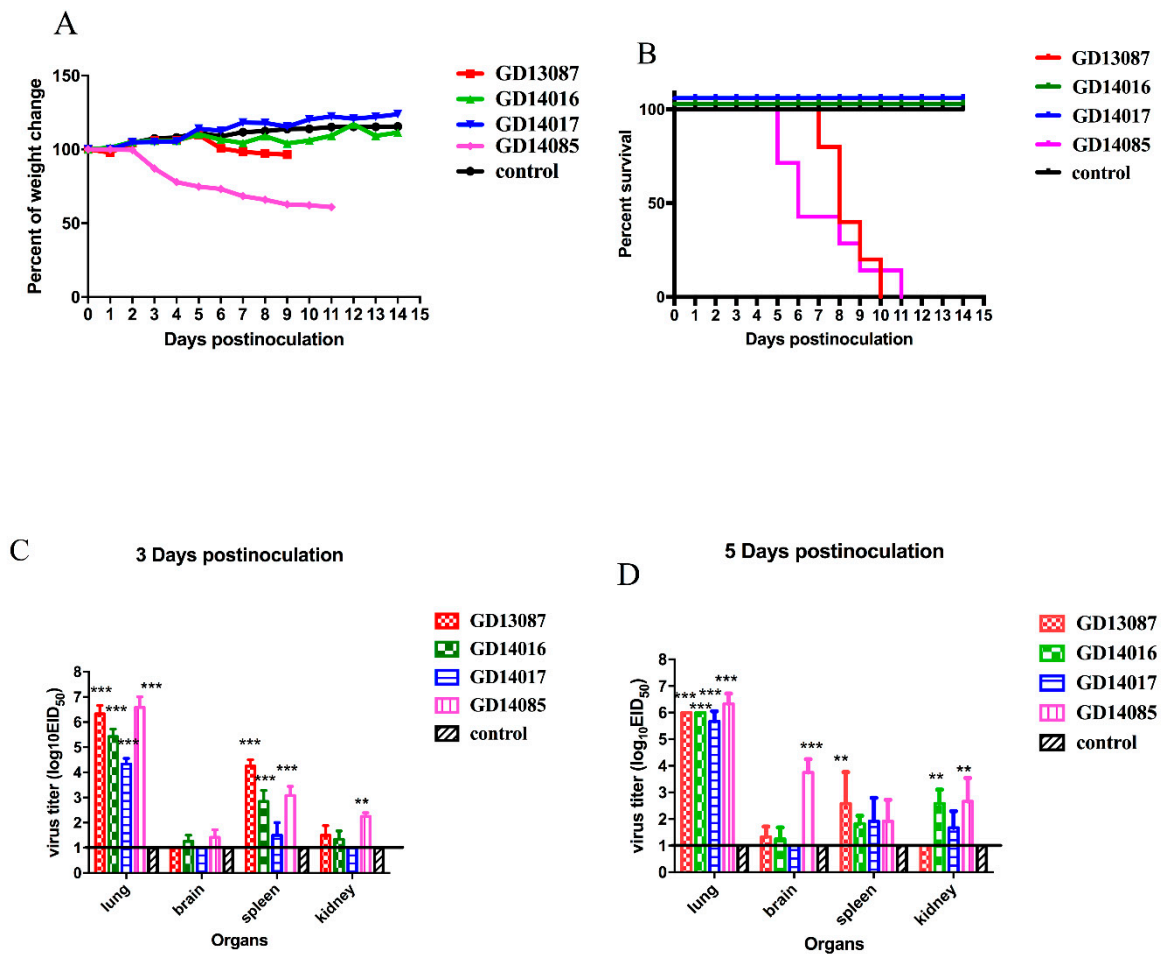 A
150
100
50
0
0 1 2 3 4 5 6 7 8 9 10 11 12 13 14 15
Percent of weight change
Days postinoculation
GD13087
GD14016
GD14017
GD14085
control
B
100
50
0
0 1 2 3 4 5 6 7 8 9 10 11 12 13 14 15
Percent survival
Days postinoculation
GD13087
GD14016
GD14017
GD14085
control
C
3 Days postinoculation
virus titer (log10EID50)
8
7
6
5
4
3
2
1
0
*** *** *** ***
*** *** ***
**
lung brain spleen kidney
Organs
GD13087
GD14016
GD14017
GD14085
control
D
5 Days postinoculation
virus titer (log10EID50)
8
7
6
5
4
3
2
1
0
*** *** *** ***
***
**
** **
lung brain spleen kidney
Organs
GD13087
GD14016
GD14017
GD14085
control